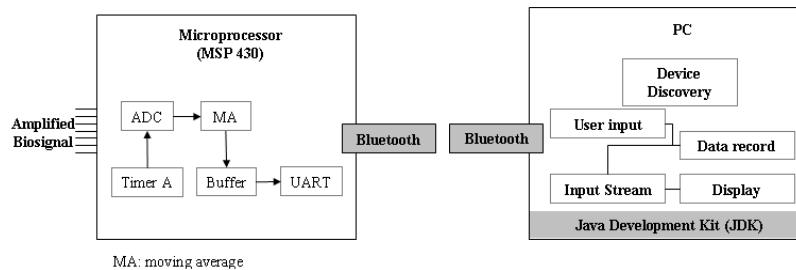 Microprocessor
(MSP 430)
ADC
MA
Amplified
Biosignal
Timer A
Buffer
UART
Bluetooth
Bluetooth
PC
Device
Discovery
User input
Data record
Input Stream
Display
Java Development Kit (JDK)
MA: moving average